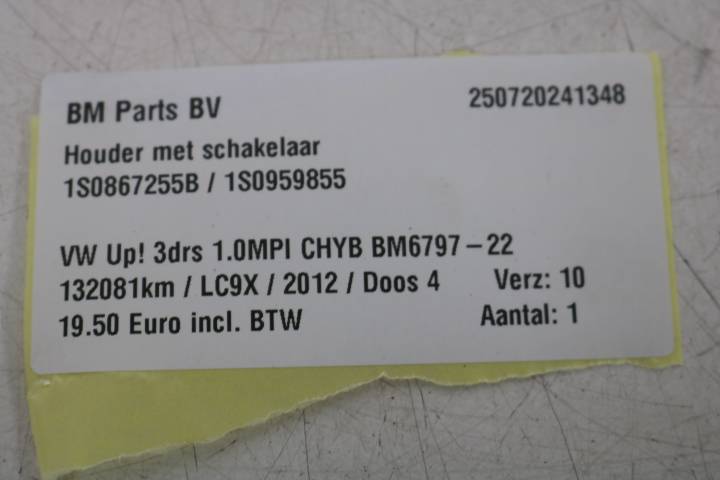 BM Parts BV 250720241348
Houder met schakelaar
1S0867255B / 1S0959855
VW Up! 3drs 1.0MPI CHYB BM6797-22
132081km / LC9X / 2012 / Doos 4 Verz: 10
19.50 Euro incl. BTW Aantal: 1